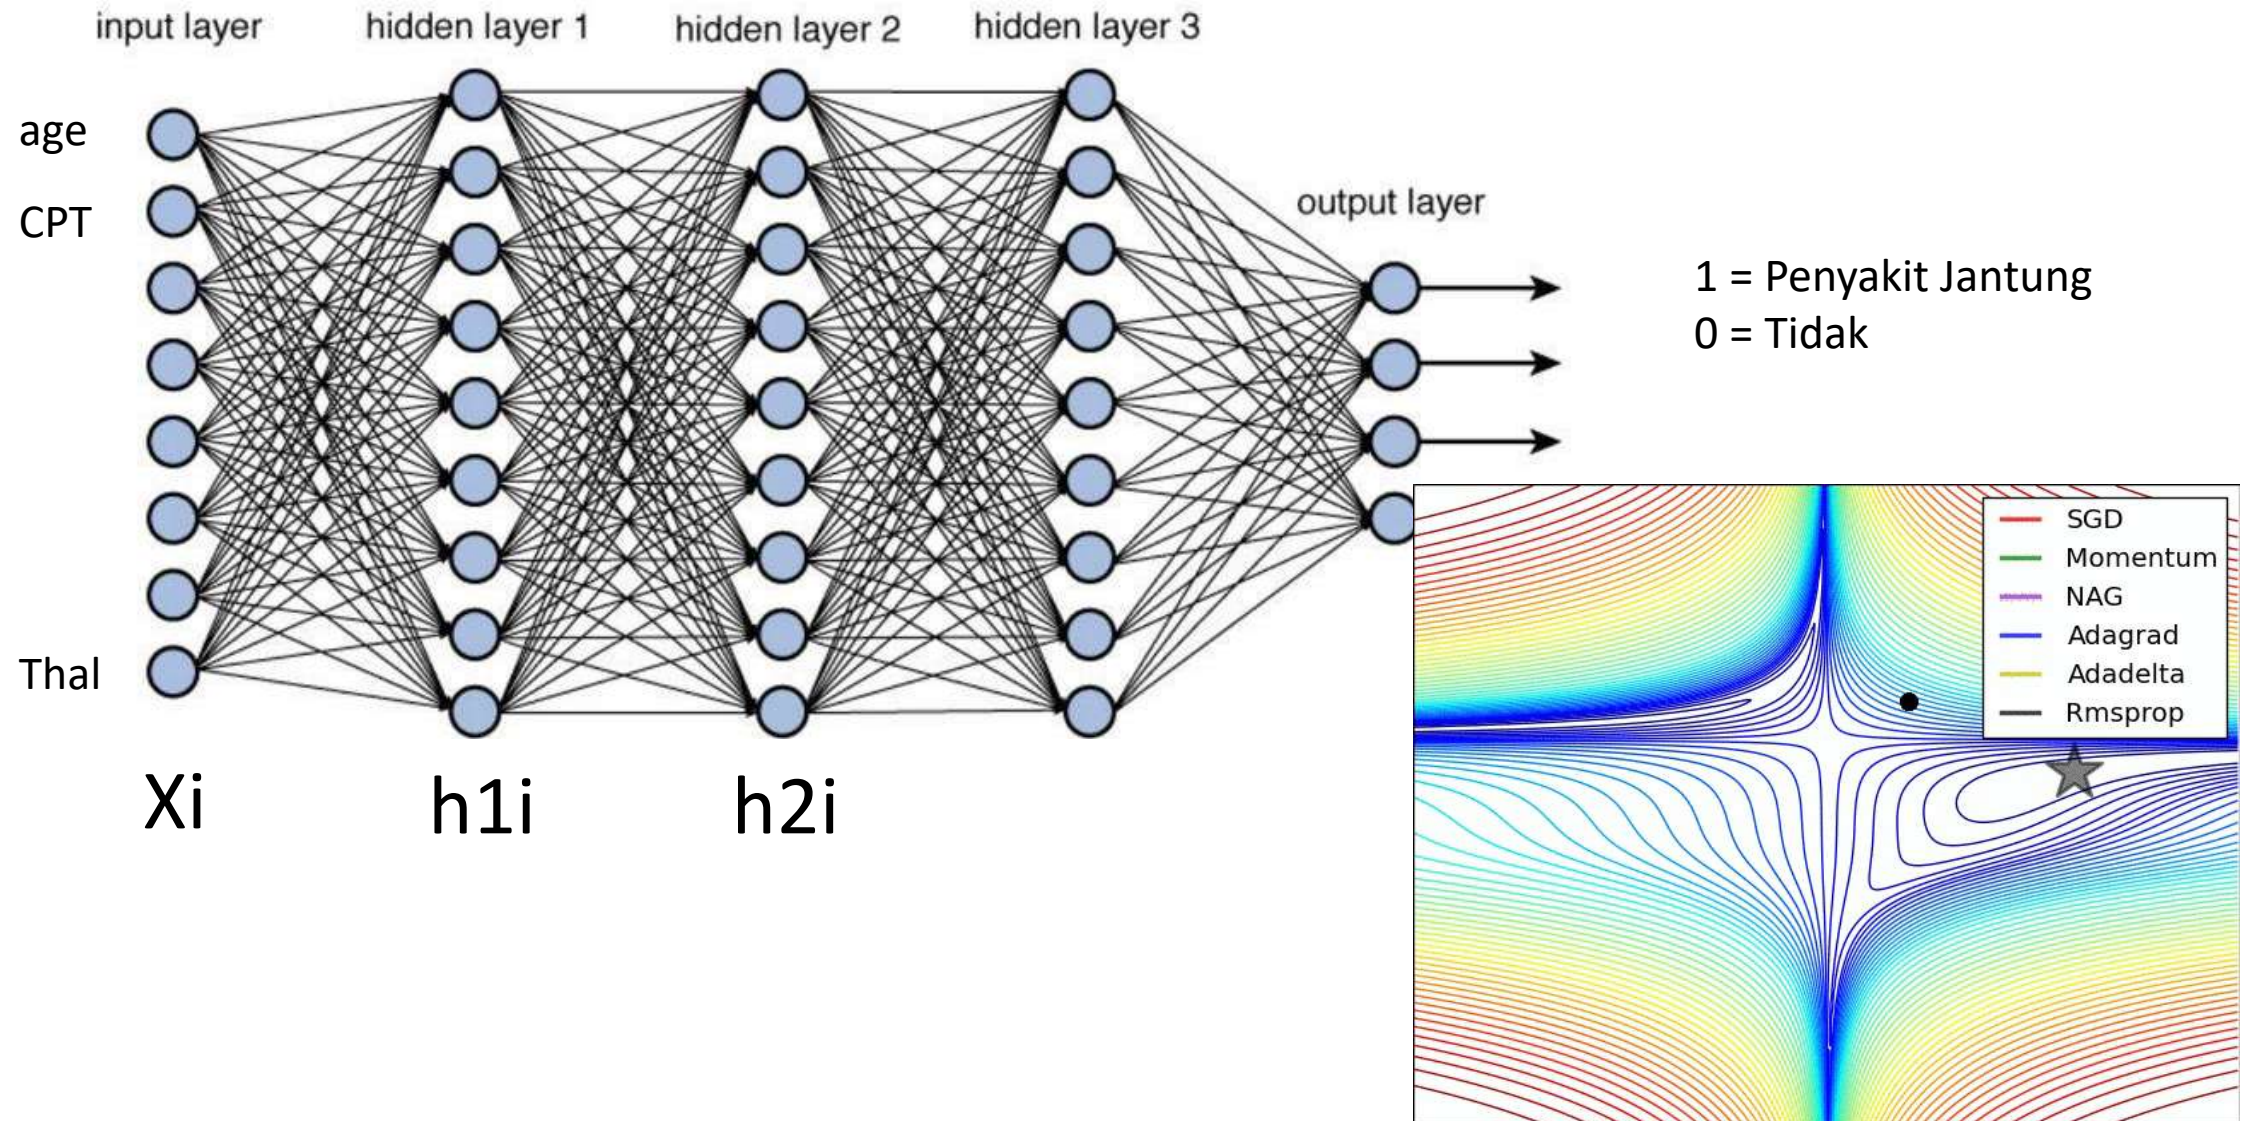 input layer
hidden layer 1
hidden layer 2
hidden layer 3
age
CPT
Thal
output layer
1 = Penyakit Jantung
0 = Tidak
Xi
h1i
h2i
SGD
Momentum
NAG
Adagrad
Adadelta
Rmsprop